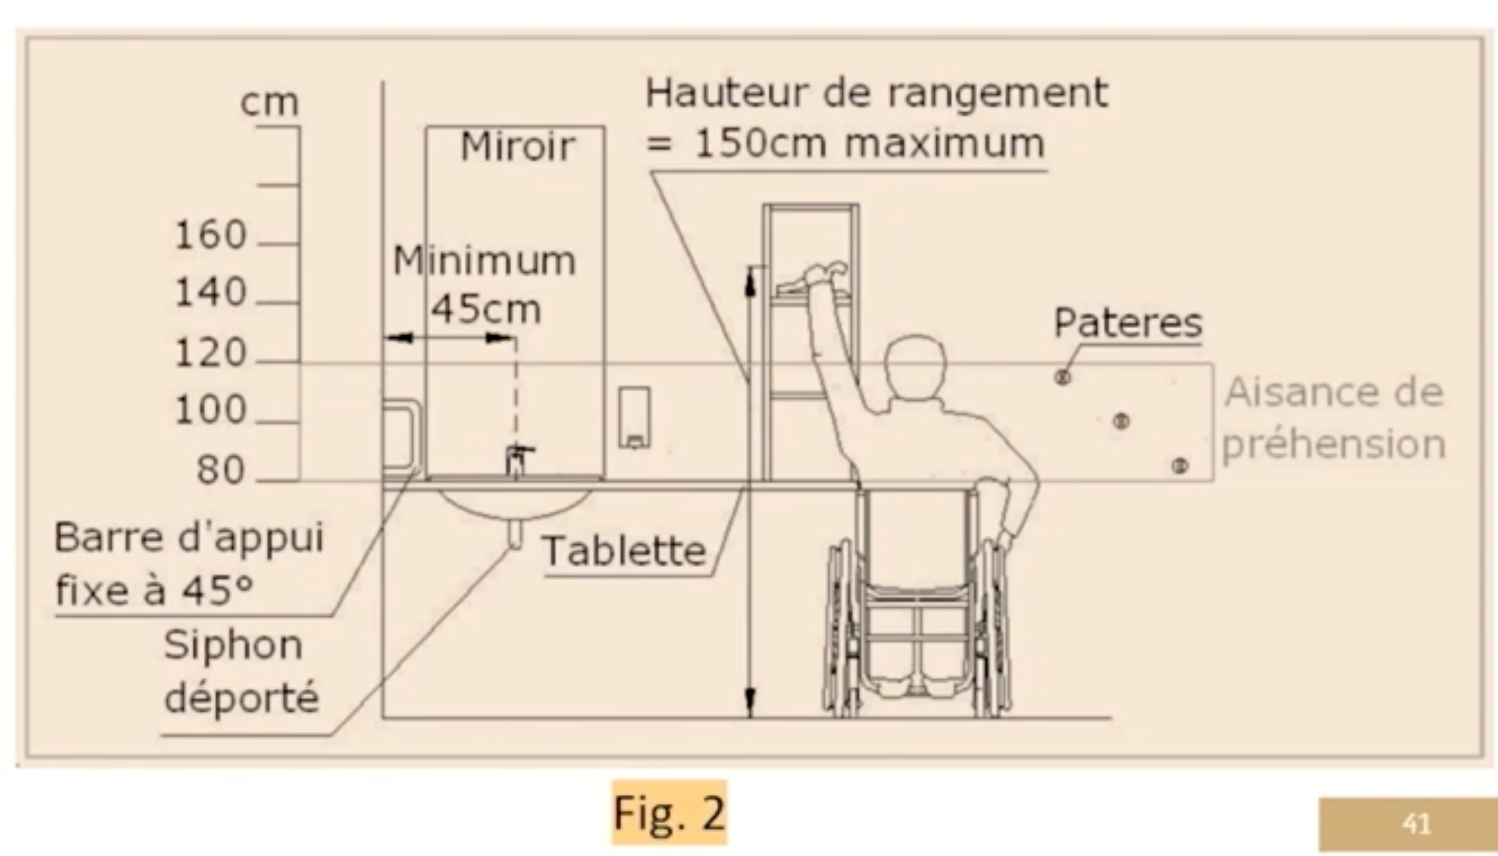 cm
Hauteur de rangement
= 150cm maximum
Miroir
160
Minimum
140
45cm
Pateres
120
Aisance de
100
préhension
80
Barre d'appui
fixe à 45°
Tablette
Siphon
déporté
Fig. 2
41